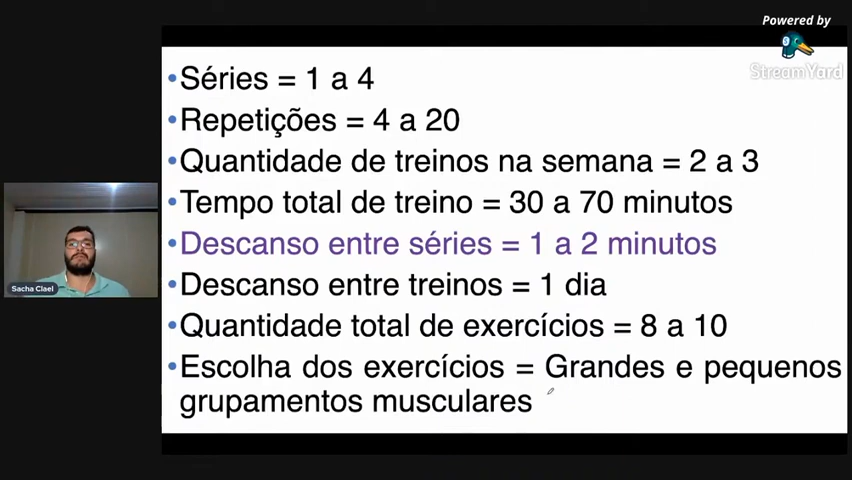 Powered by
StreamYard
•Séries = 1 a 4
•Repetições = 4 a 20
•Quantidade de treinos na semana = 2 a 3
•Tempo total de treino = 30 a 70 minutos
•Descanso entre séries = 1 a 2 minutos
•Descanso entre treinos = 1 dia
•Quantidade total de exercícios = 8 a 10
•Escolha dos exercícios = Grandes e pequenos
grupamentos musculares
Sacha Clael